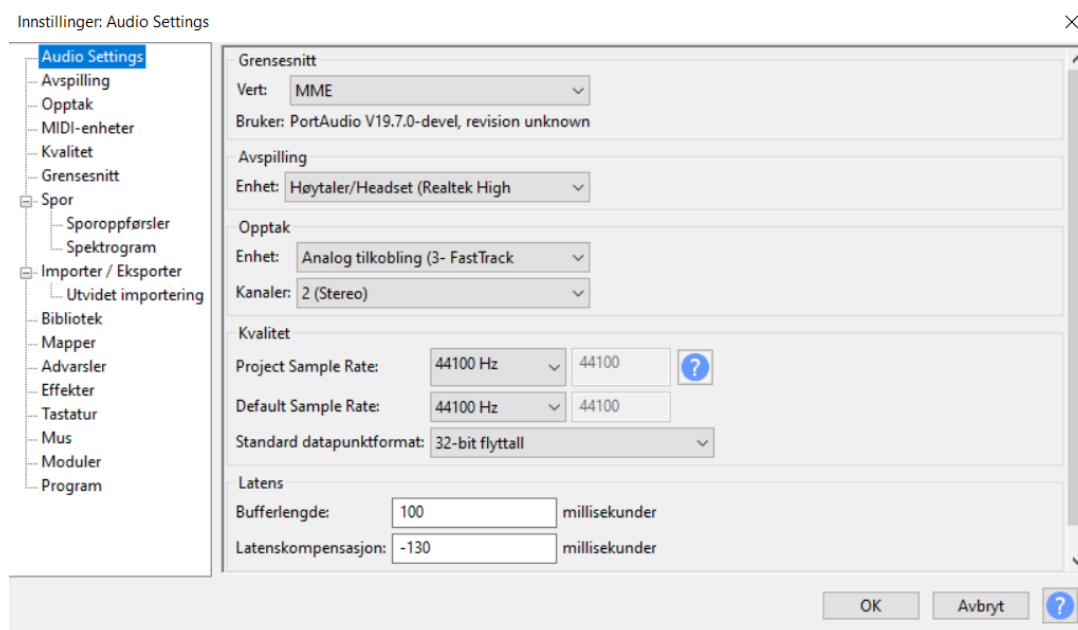 Innstillinger: Audio Settings
Audio Settings
Avspilling
Opptak
MIDI-enheter
Kvalitet
Grensesnitt
Spor
Sporoppførsler
Spektrogram
Importer / Eksporter
Utvidet importering
Bibliotek
Mapper
Advarsler
Effekter
Tastatur
Mus
Moduler
Program
Grensesnitt
Vert: MME
Bruker: PortAudio V19.7.0-devel, revision unknown
Avspilling
Enhet: Høytaler/Headset (Realtek High
Opptak
Enhet: Analog tilkobling (3- FastTrack
Kanaler: 2 (Stereo)
Kvalitet
Project Sample Rate: 44100 Hz 44100 ?
Default Sample Rate: 44100 Hz 44100
Standard datapunktformat: 32-bit flyttall
Latens
Bufferlengde: 100 millisekunder
Latenskompensasjon: -130 millisekunder
OK Avbryt ?